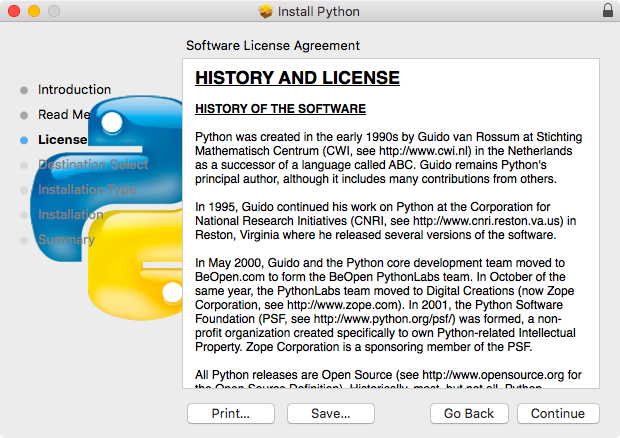 Install Python
Software License Agreement
Introduction
Read Me
License
Destination Select
Installation Type
Installation
Summary
HISTORY AND LICENSE
HISTORY OF THE SOFTWARE
Python was created in the early 1990s by Guido van Rossum at Stichting
Mathematisch Centrum (CWI, see http://www.cwi.nl) in the Netherlands
as a successor of a language called ABC. Guido remains Python's
principal author, although it includes many contributions from others.
In 1995, Guido continued his work on Python at the Corporation for
National Research Initiatives (CNRI, see http://www.cnri.reston.va.us) in
Reston, Virginia where he released several versions of the software.
In May 2000, Guido and the Python core development team moved to
BeOpen.com to form the BeOpen PythonLabs team. In October of the
same year, the PythonLabs team moved to Digital Creations (now Zope
Corporation, see http://www.zope.com). In 2001, the Python Software
Foundation (PSF, see http://www.python.org/psf/) was formed, a non-
profit organization created specifically to own Python-related Intellectual
Property. Zope Corporation is a sponsoring member of the PSF.
All Python releases are Open Source (see http://www.opensource.org for
the Open Source Definition). Historically, most, but not all, Python
Print...
Save...
Go Back
Continue